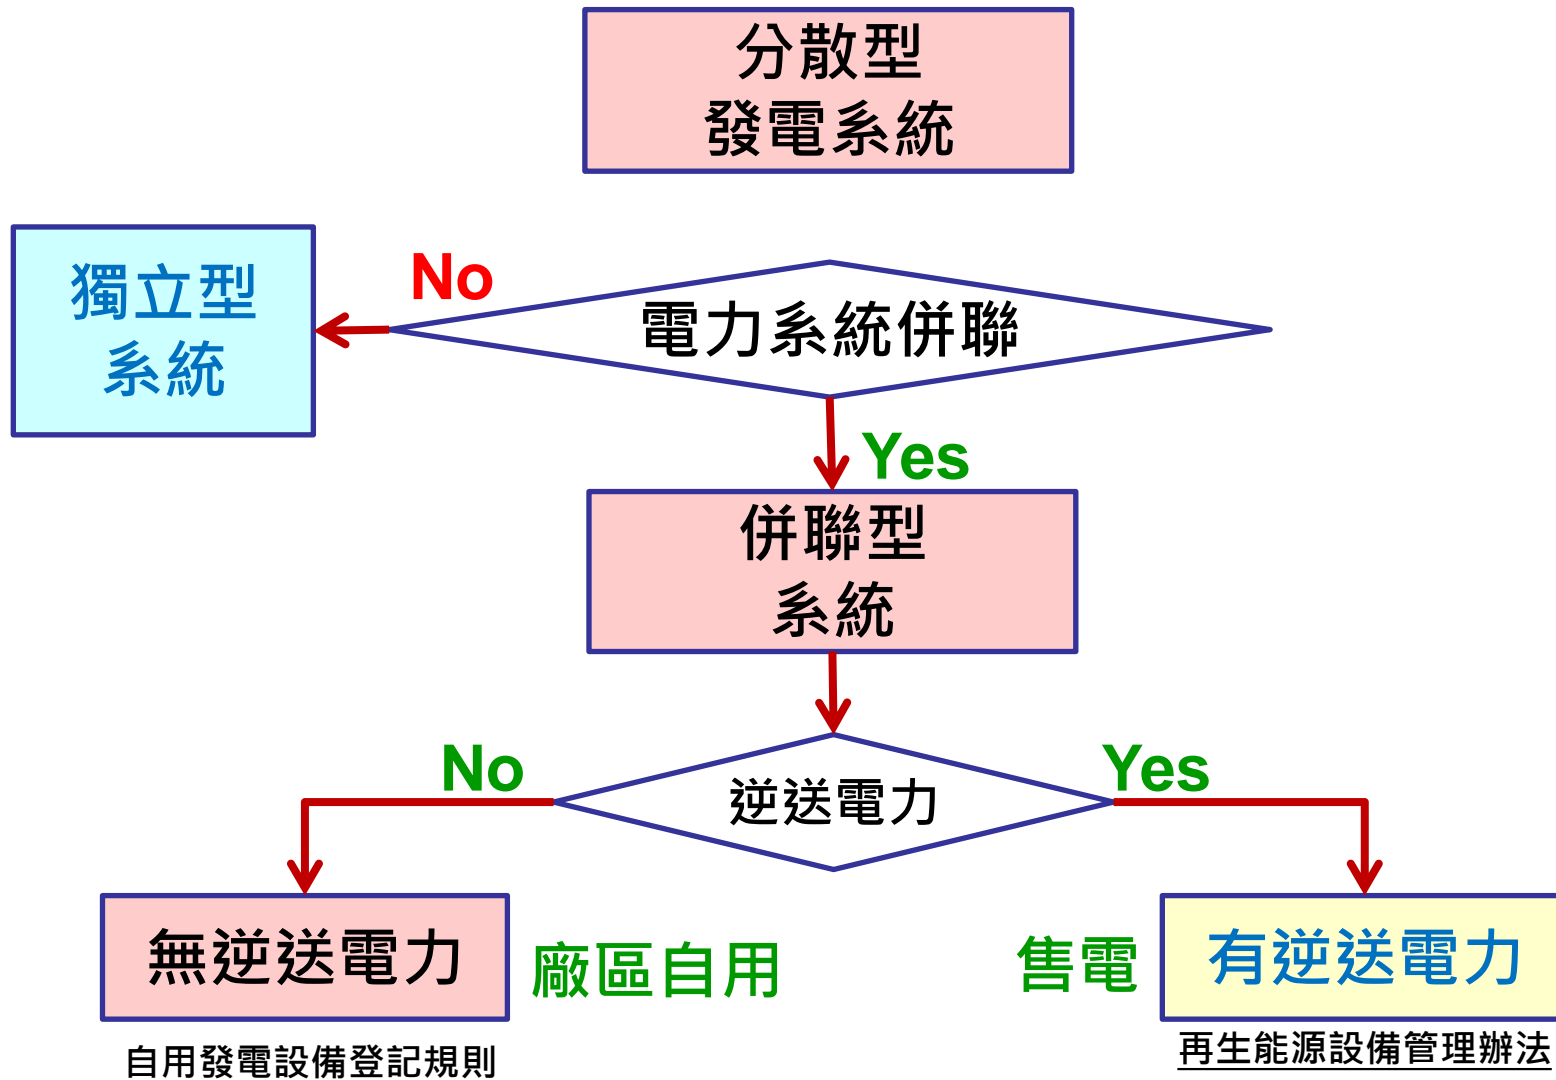 分散型
發電系統
獨立型
系統
No
電力系統併聯
Yes
併聯型
系統
No
逆送電力
Yes
無逆送電力
廠區自用
售電
有逆送電力
自用發電設備登記規則
再生能源設備管理辦法